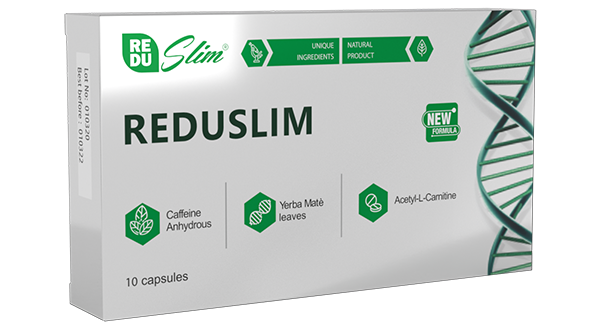 RE
DU
Slim®
UNIQUE
INGREDIENTS
NATURAL
PRODUCT
Lot No: 010320
Best before: 010322
REDUSLIM
NEW
FORMULA
Caffeine
Anhydrous
Yerba Matè
leaves
Acetyl-L-Carnitine
10 capsules